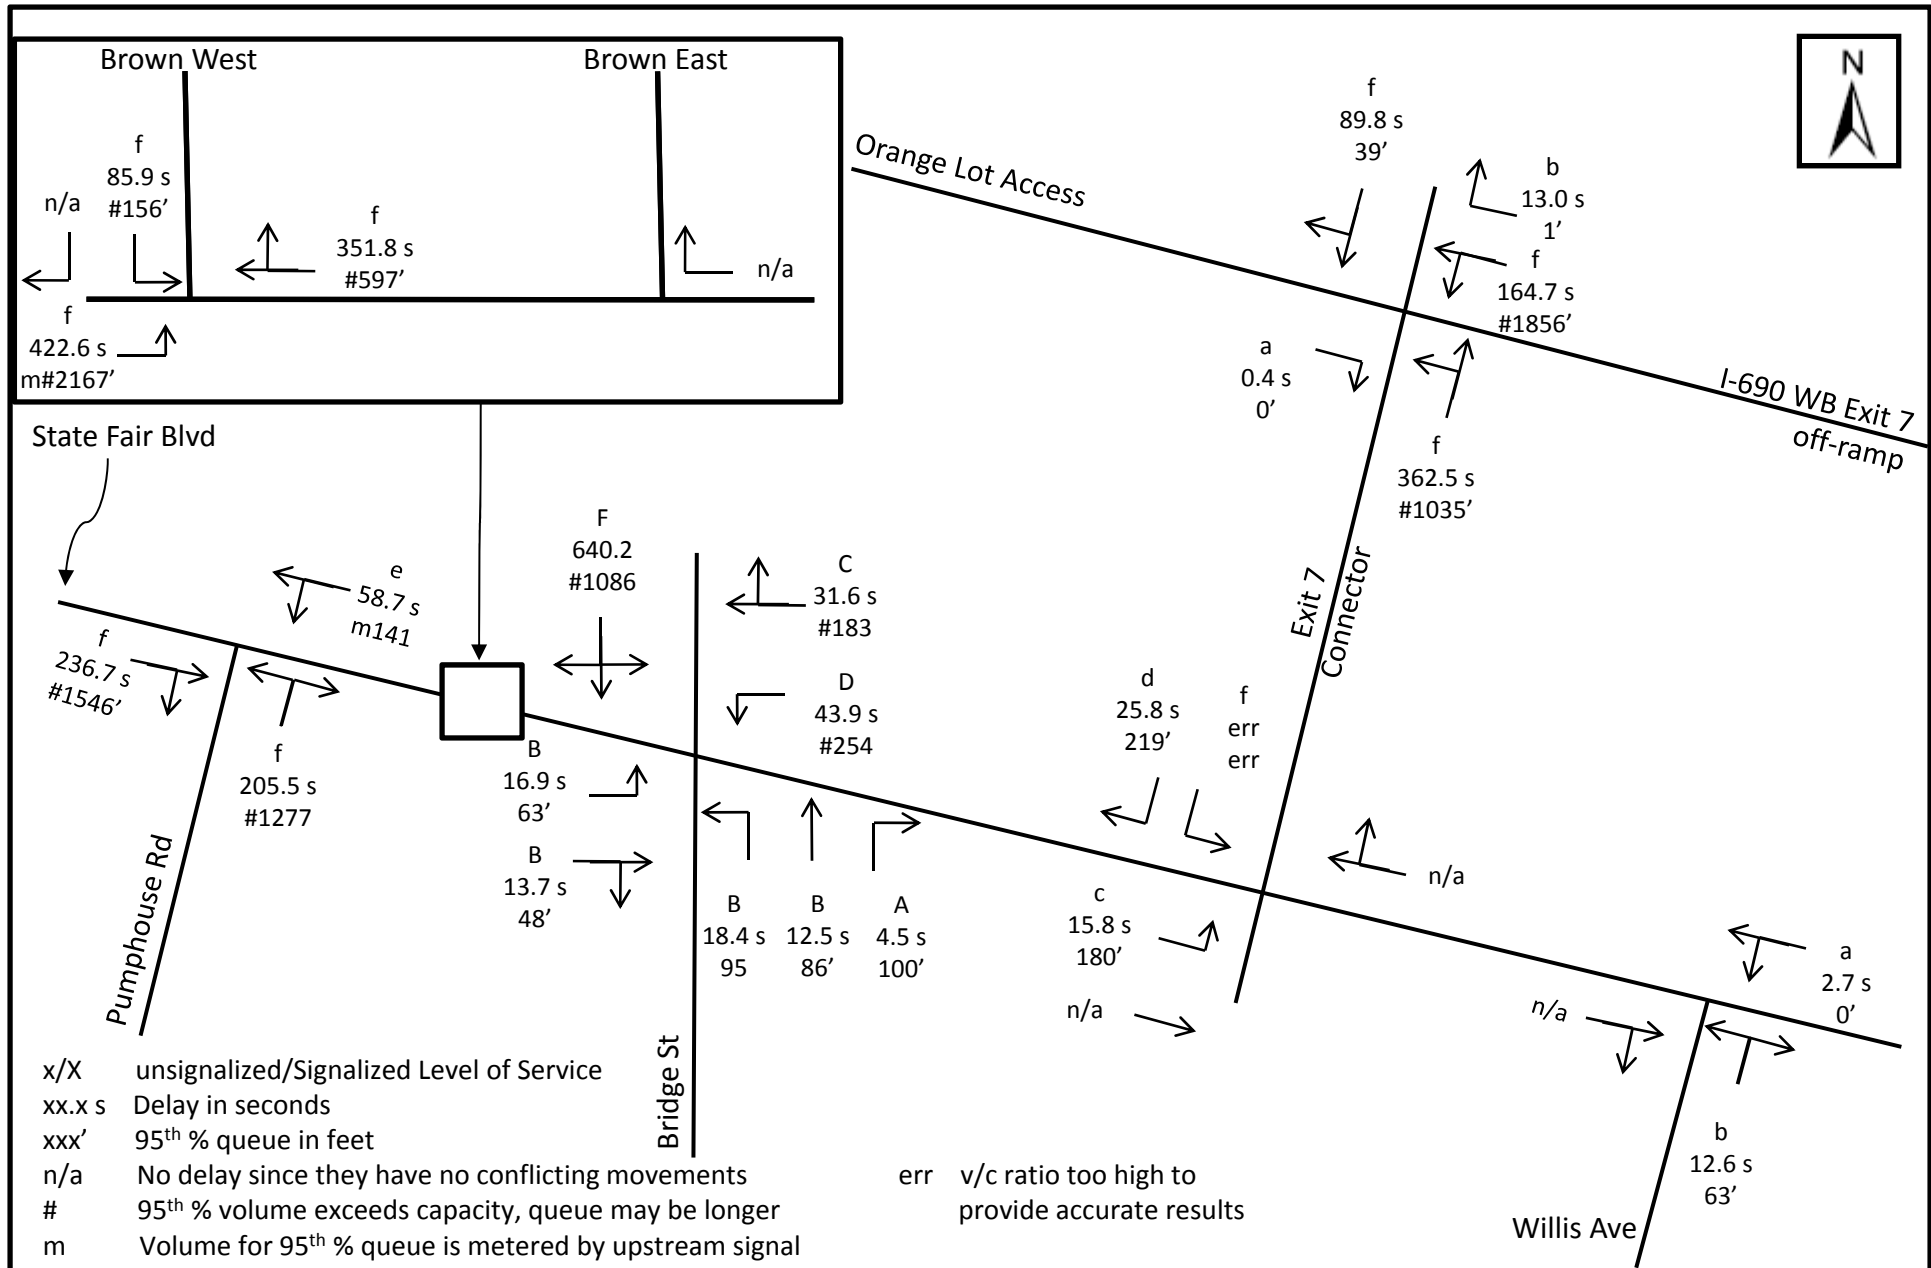 Brown West
Brown East
n/a
f
85.9 s
#156’
f
351.8 s
#597’
n/a
f
422.6 s
m#2167’
N
Orange Lot Access
f
89.8 s
39’
b
13.0 s
1’
f
164.7 s
#1856’
a
0.4 s
0’
f
362.5 s
#1035’
I-690 WB Exit 7
off-ramp
State Fair Blvd
e
58.7 s
m141
f
236.7 s
#1546’
f
205.5 s
#1277
Pumphouse Rd
F
640.2
#1086
C
31.6 s
#183
D
43.9 s
#254
B
16.9 s
63’
B
13.7 s
48’
B
18.4 s
95
B
12.5 s
86’
A
4.5 s
100’
Bridge St
Exit 7
Connector
d
25.8 s
219’
f
err
err
n/a
c
15.8 s
180’
n/a
a
2.7 s
0’
n/a
b
12.6 s
63’
Willis Ave
x/X unsignalized/Signalized Level of Service
xx.x s Delay in seconds
xxx’ 95th % queue in feet
n/a No delay since they have no conflicting movements
# 95th % volume exceeds capacity, queue may be longer
m Volume for 95th % queue is metered by upstream signal
err v/c ratio too high to
provide accurate results